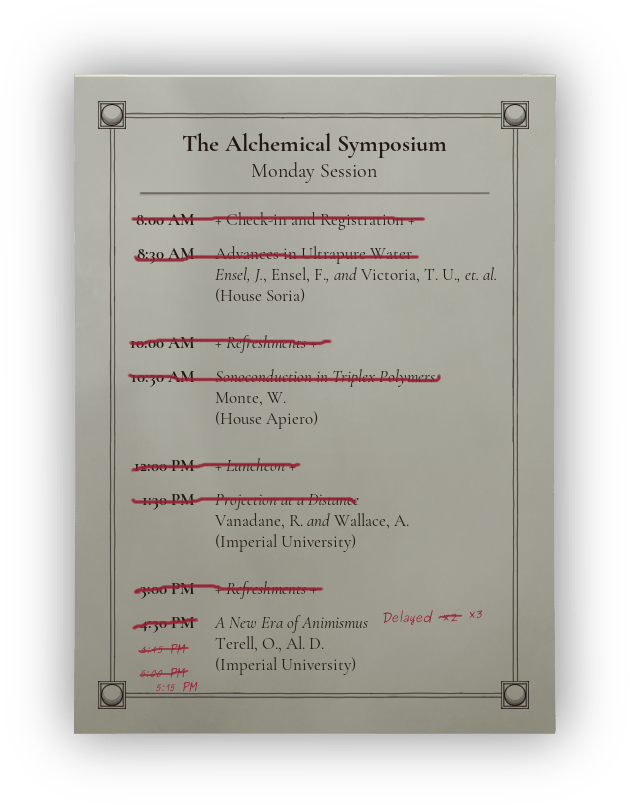 The Alchemical Symposium
Monday Session
8:00 AM + Check-in and Registration +
8:30 AM Advances in Ultrapure Water
Ensel, J., Ensel, F., and Victoria, T. U., et. al.
(House Soria)
10:00 AM + Refreshments +
10:30 AM Sonoconduction in Triplex Polymers
Monte, W.
(House Apiero)
12:00 PM + Luncheon +
1:30 PM Projection at a Distance
Vanadane, R. and Wallace, A.
(Imperial University)
3:00 PM + Refreshments +
4:30 PM A New Era of Animismus Delayed x2 x3
Terell, O., Al. D.
4:45 PM
(Imperial University)
5:00 PM
5:15 PM